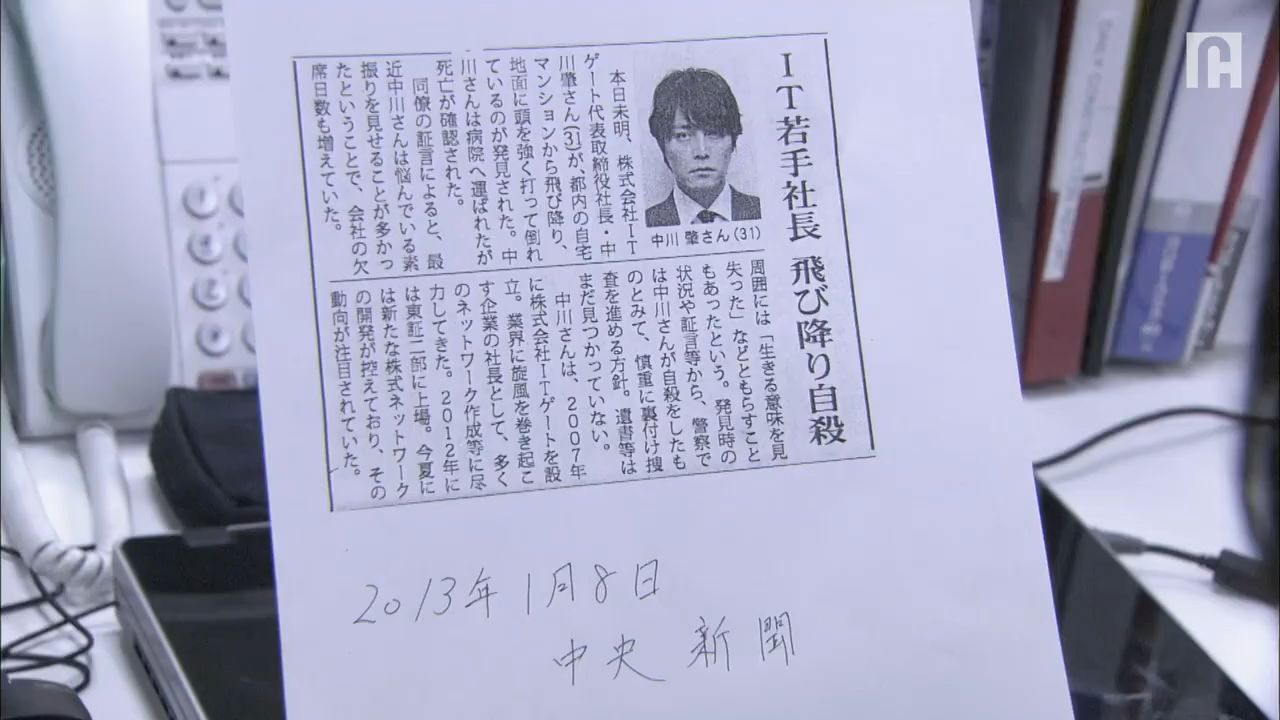 IT若手社長 飛び降り自殺
中川 肇さん(31)
本日未明、株式会社IT
ゲート代表取締役社長・中
川肇さん(31)が、都内の自宅
マンションから飛び降り、
地面に頭を強く打って倒れ
ているのが発見された。中
川さんは病院へ運ばれたが
死亡が確認された。
同僚の証言によると、最
近中川さんは悩んでいる素
振りを見せることが多かっ
たということで、会社の欠
席日数も増えていた。
周囲には「生きる意味を見
失った」などともらすこと
もあったという。発見時の
状況や証言等から、警察で
は中川さんが自殺をしたも
のとみて、慎重に裏付け捜
査を進める方針。遺書等は
まだ見つかっていない。
中川さんは、2007年
に株式会社ITゲートを設
立。業界に旋風を巻き起こ
す企業の社長として、多く
のネットワーク作成等に尽
力してきた。2012年に
は東証二部に上場。今夏に
は新たな株式ネットワーク
の開発が控えており、その
動向が注目されていた。
2013年1月8日
中央 新聞